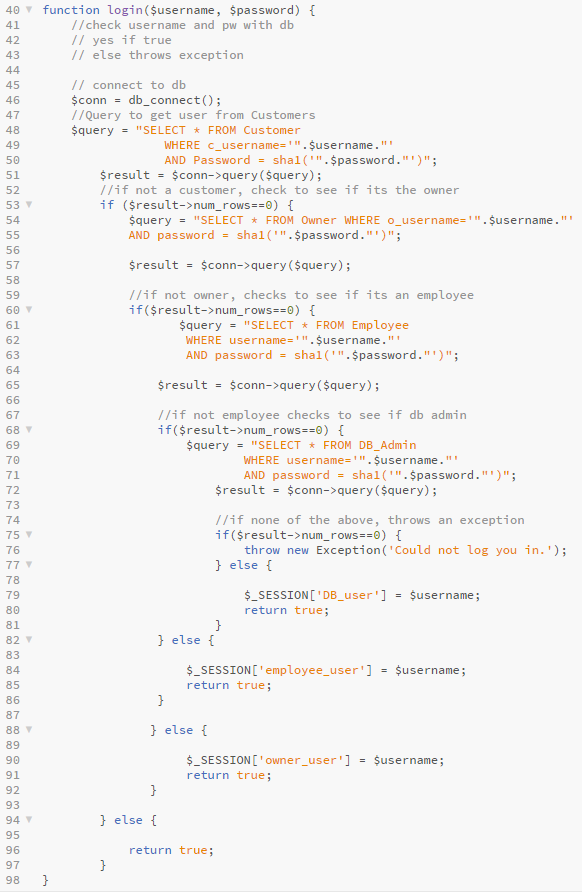 40 function login($username, $password) {
41 //check username and pw with db
42 // yes if true
43 // else throws exception
44
45 // connect to db
46 $conn = db_connect();
47 //Query to get user from Customers
48 $query = "SELECT * FROM Customer
49 WHERE c_username='".$username."'
50 AND Password = sha1('".$password."')";
51 $result = $conn->query($query);
52 //if not a customer, check to see if its the owner
53 if ($result->num_rows==0) {
54 $query = "SELECT * FROM Owner WHERE o_username='".$username."'
55 AND password = sha1('".$password."')";
56
57 $result = $conn->query($query);
58
59 //if not owner, checks to see if its an employee
60 if($result->num_rows==0) {
61 $query = "SELECT * FROM Employee
62 WHERE username='".$username."'
63 AND password = sha1('".$password."')";
64
65 $result = $conn->query($query);
66
67 //if not employee checks to see if db admin
68 if($result->num_rows==0) {
69 $query = "SELECT * FROM DB_Admin
70 WHERE username='".$username."'
71 AND password = sha1('".$password."')";
72 $result = $conn->query($query);
73
74 //if none of the above, throws an exception
75 if($result->num_rows==0) {
76 throw new Exception('Could not log you in.');
77 } else {
78
79 $_SESSION['DB_user'] = $username;
80 return true;
81 }
82 } else {
83
84 $_SESSION['employee_user'] = $username;
85 return true;
86 }
87
88 } else {
89
90 $_SESSION['owner_user'] = $username;
91 return true;
92 }
93
94 } else {
95
96 return true;
97 }
98 }